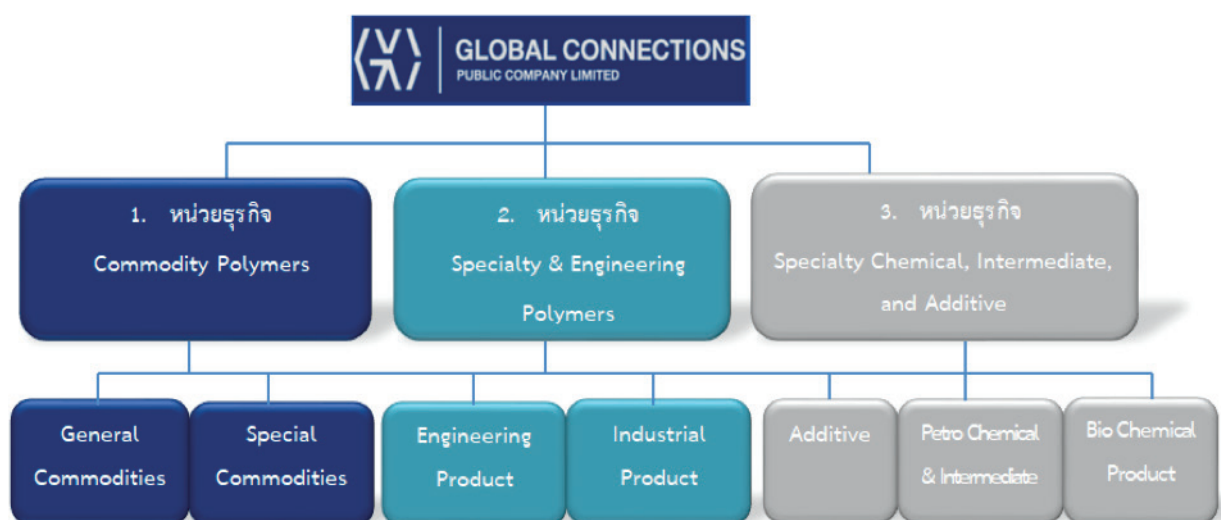 GLOBAL CONNECTIONS
PUBLIC COMPANY LIMITED
1. หน่วยธุรกิจ
Commodity Polymers
2. หน่วยธุรกิจ
Specialty & Engineering
Polymers
3. หน่วยธุรกิจ
Specialty Chemical, Intermediate,
and Additive
General
Commodities
Special
Commodities
Engineering
Product
Industrial
Product
Additive
Petro Chemical
& Intermediate
Bio Chemical
Product